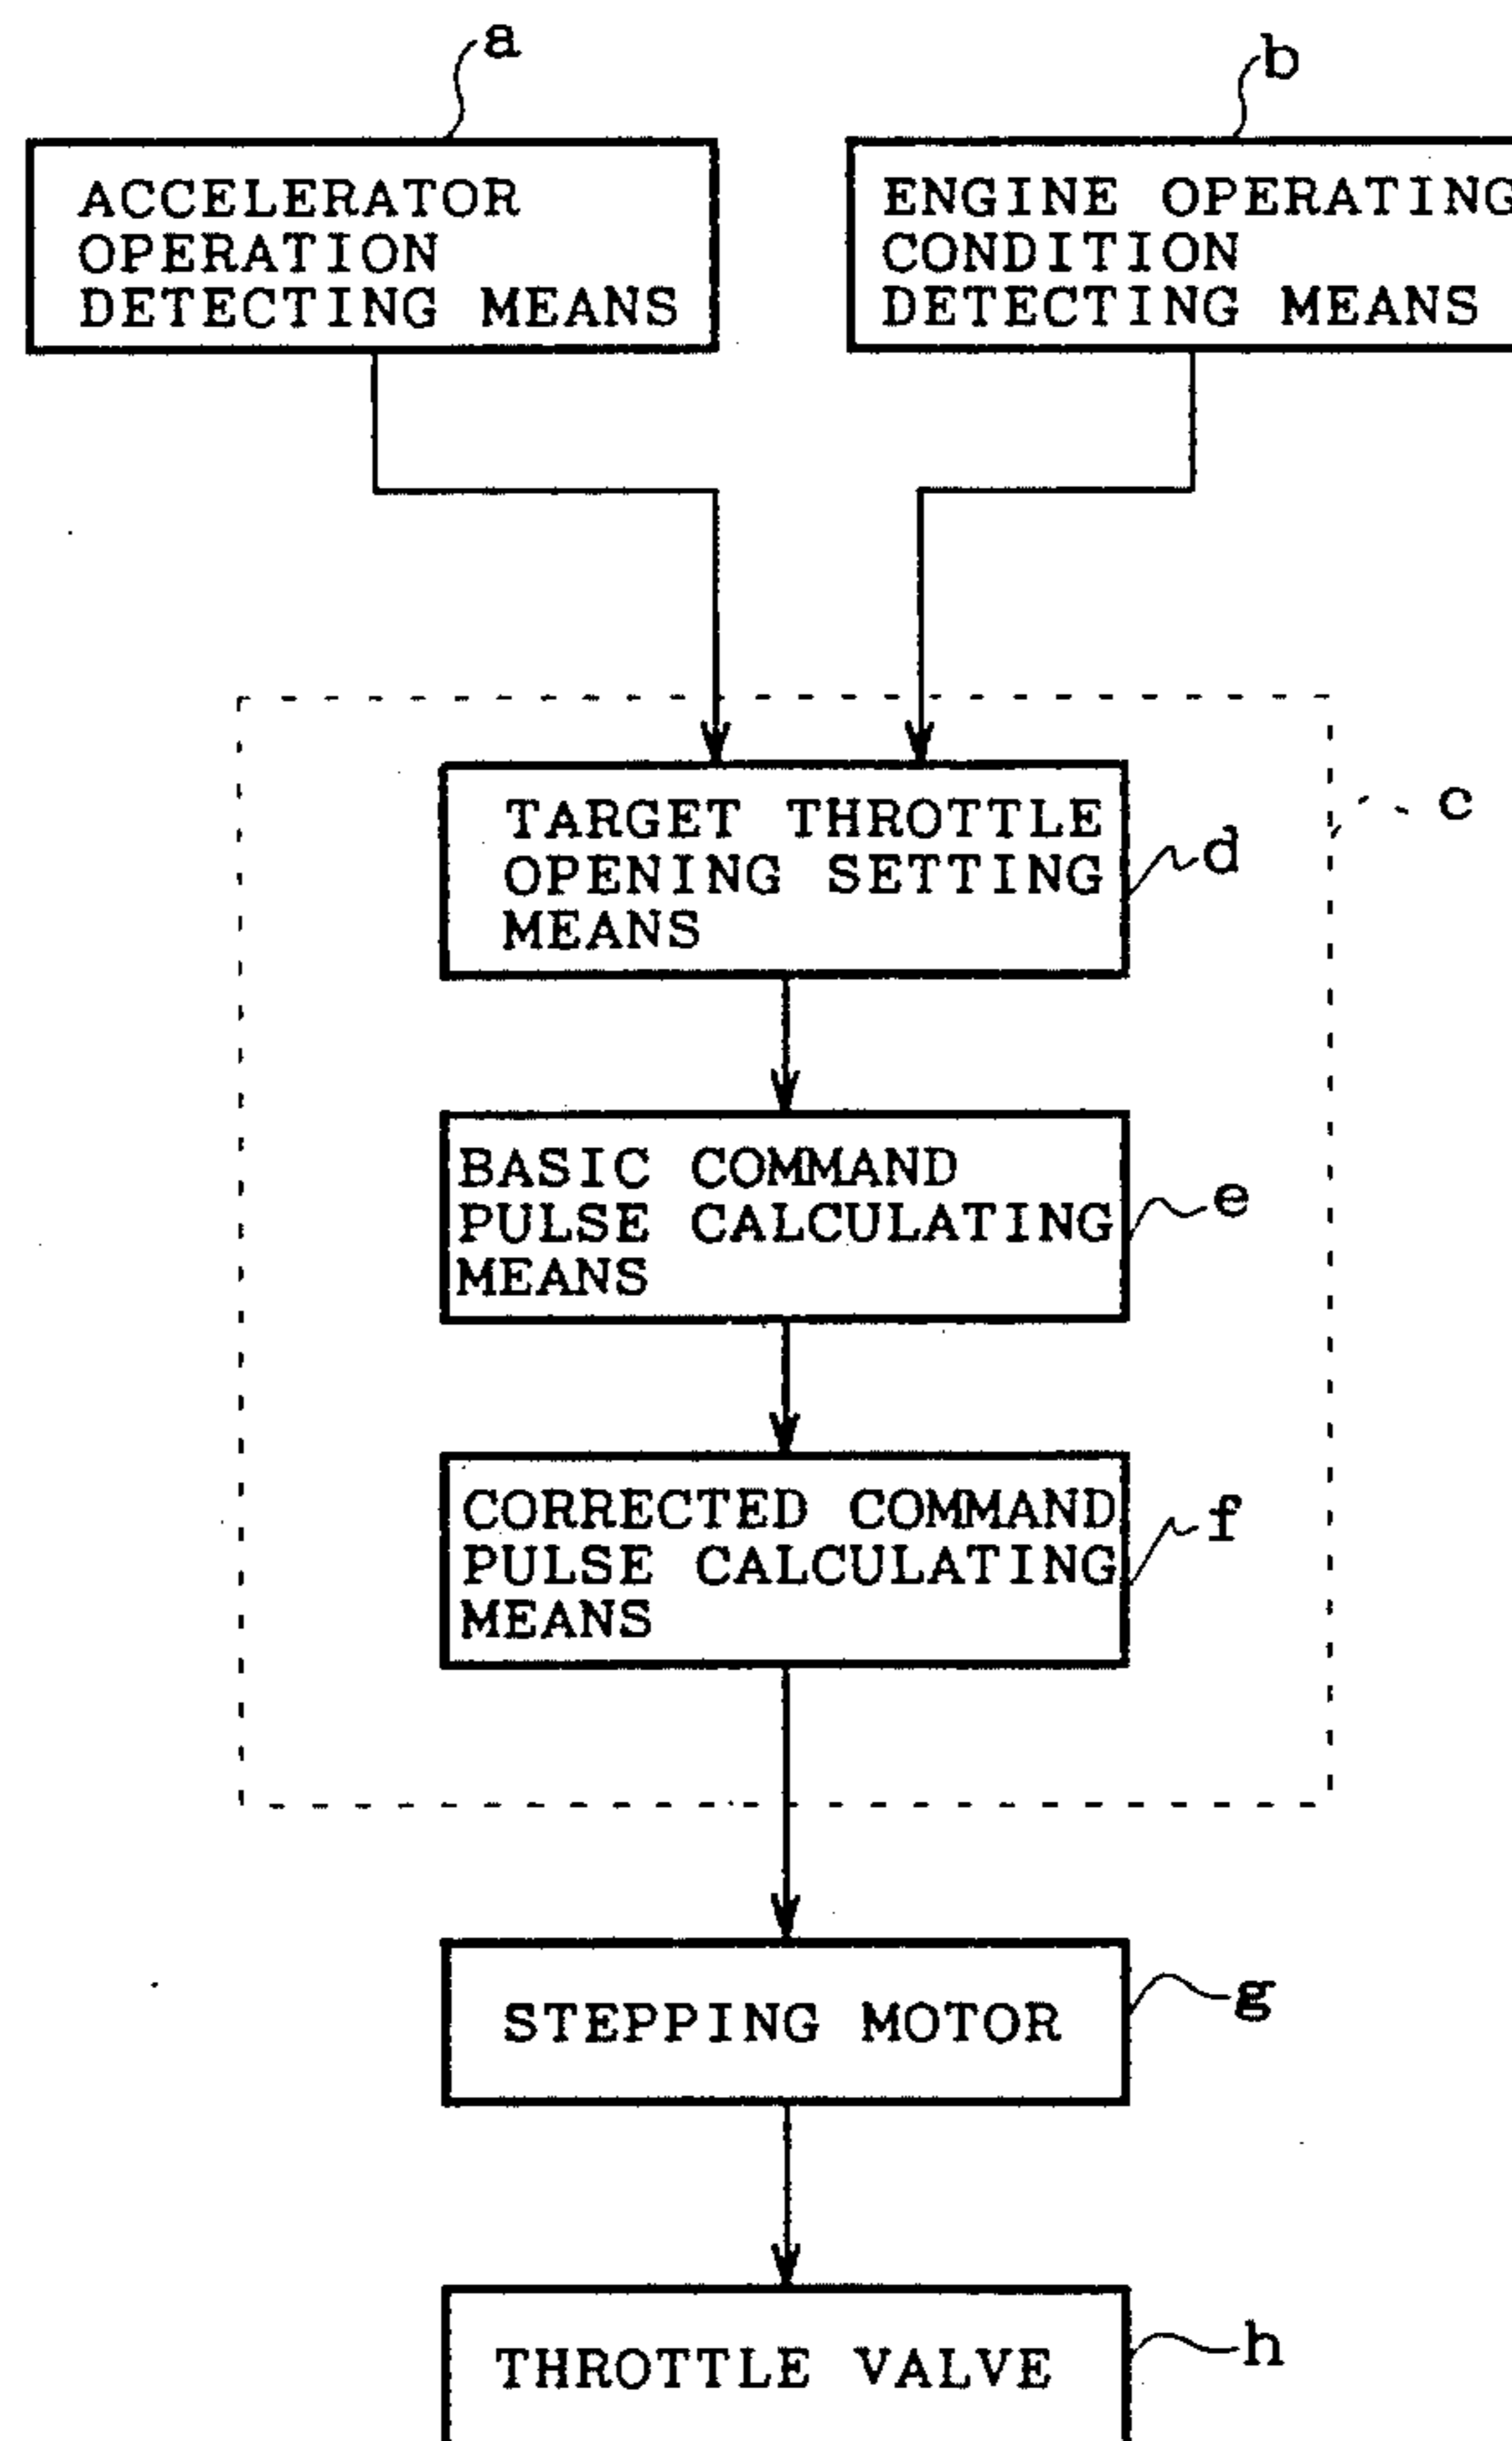 a
b
ACCELERATOR
OPERATION
DETECTING MEANS
ENGINE OPERATING
CONDITION
DETECTING MEANS
c
TARGET THROTTLE
OPENING SETTING
MEANS
d
BASIC COMMAND
PULSE CALCULATING
MEANS
e
CORRECTED COMMAND
PULSE CALCULATING
MEANS
f
STEPPING MOTOR
g
THROTTLE VALVE
h